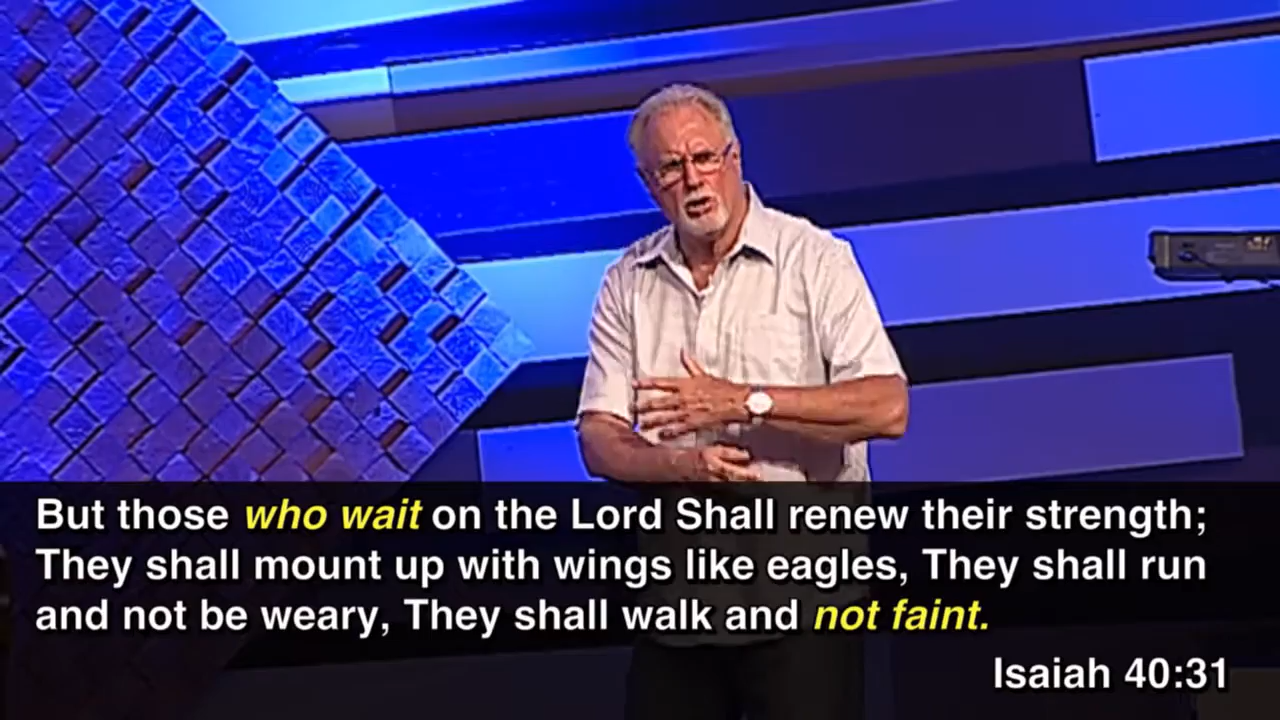 But those who wait on the Lord Shall renew their strength;
They shall mount up with wings like eagles, They shall run
and not be weary, They shall walk and not faint.
Isaiah 40:31